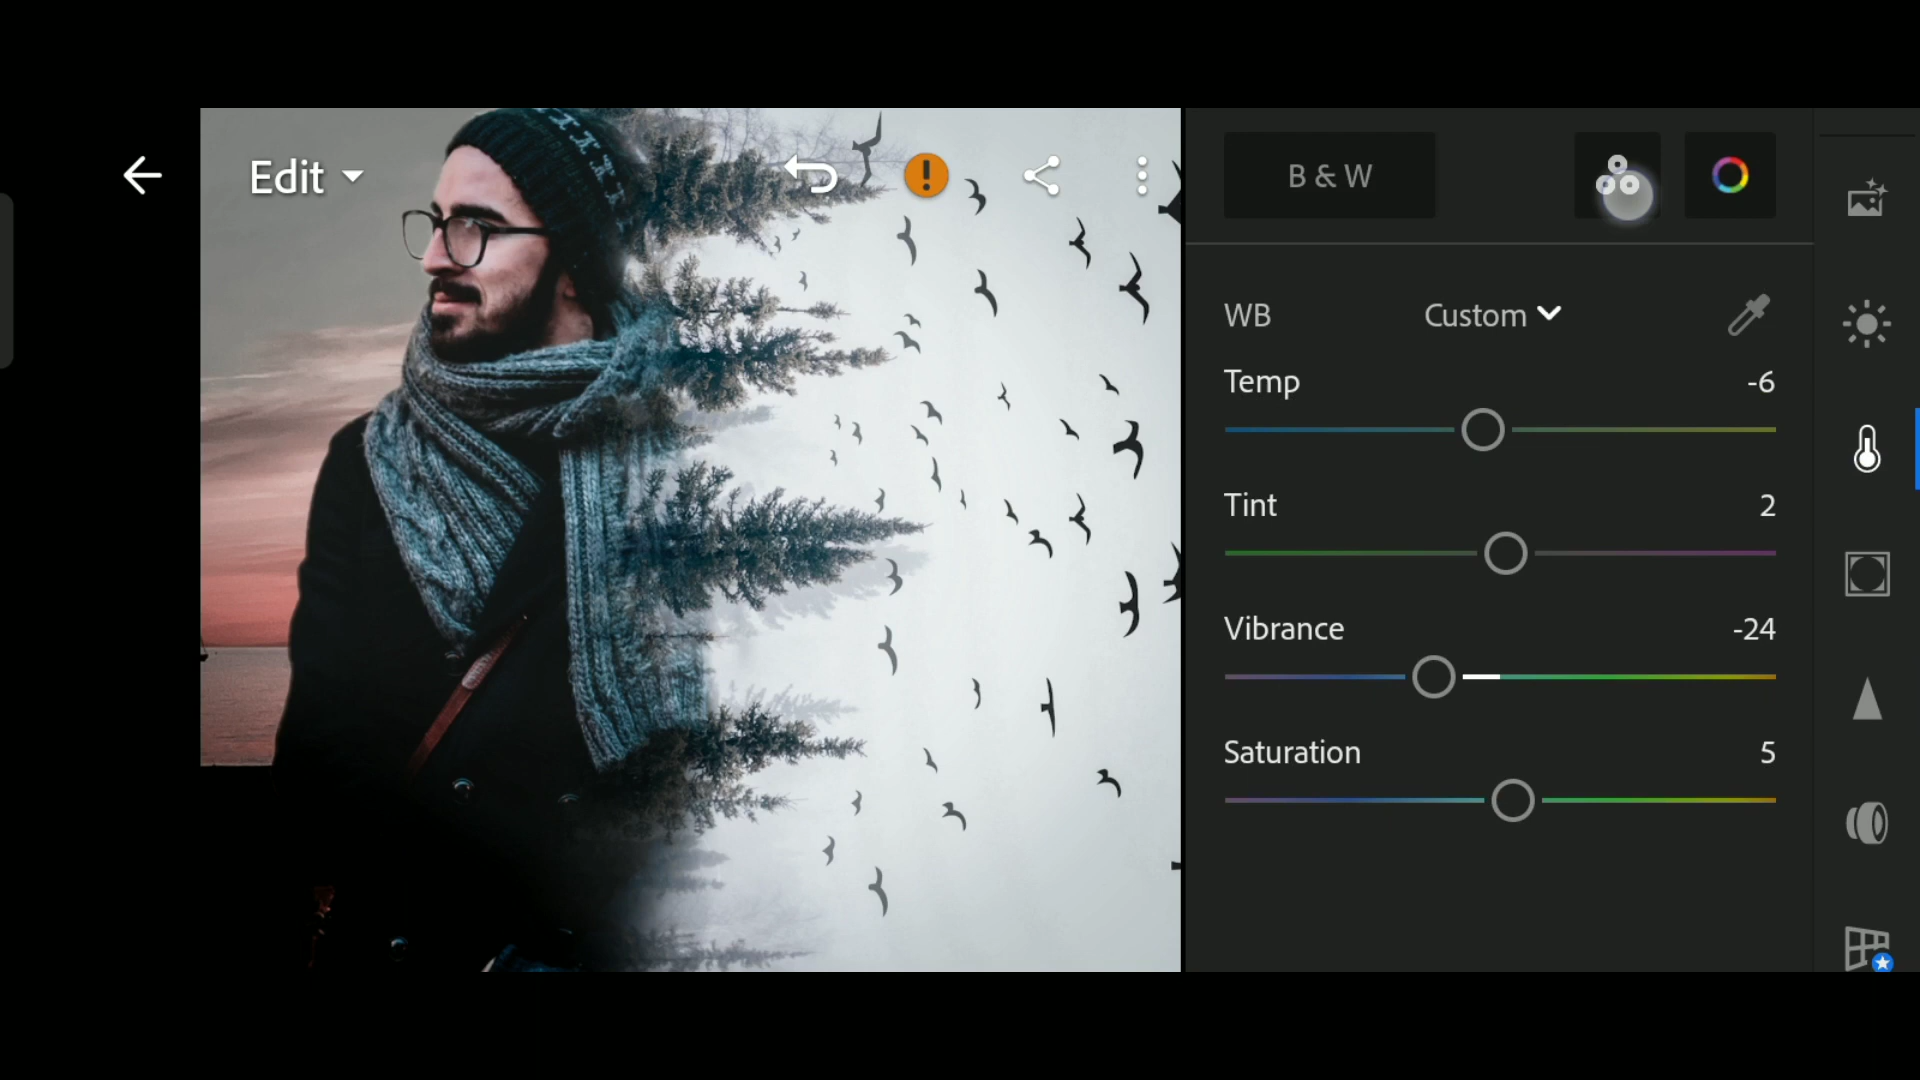 Edit
B & W
WB Custom
Temp -6
Tint 2
Vibrance -24
Saturation 5